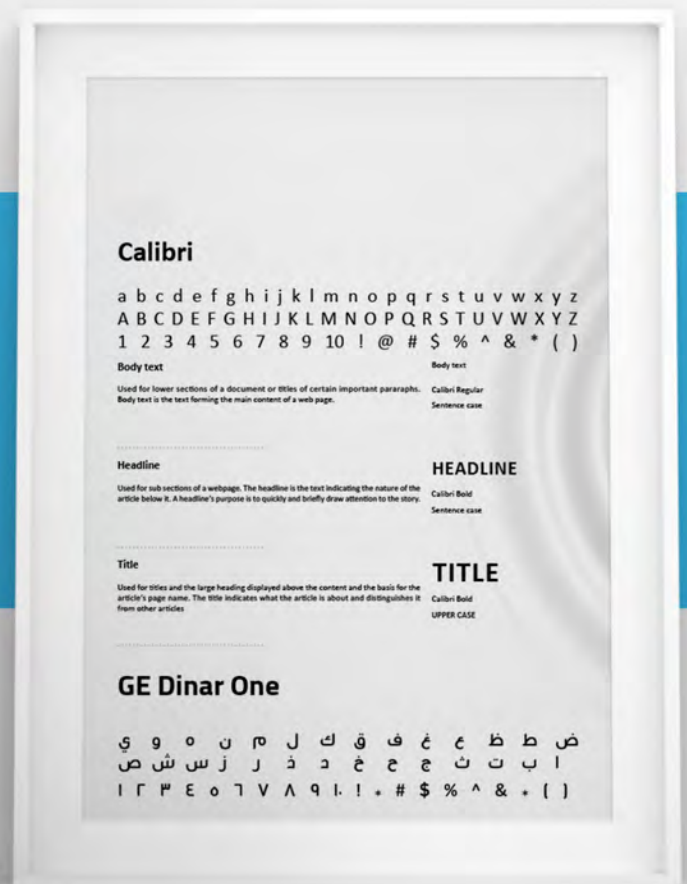 Calibri
a b c d e f g h i j k l m n o p q r s t u v w x y z
A B C D E F G H I J K L M N O P Q R S T U V W X Y Z
1 2 3 4 5 6 7 8 9 10 ! @ # $ % ^ & * ( )
Body text
Used for lower sections of a document or titles of certain important pararaphs.
Body text is the text forming the main content of a web page.
Body text
Calibri Regular
Sentence case
Headline
Used for sub sections of a webpage. The headline is the text indicating the nature of the
article below it. A headline's purpose is to quickly and briefly draw attention to the story.
HEADLINE
Calibri Bold
Sentence case
Title
Used for titles and the large heading displayed above the content and the basis for the
article's page name. The title indicates what the article is about and distinguishes it
from other articles
TITLE
Calibri Bold
UPPER CASE
GE Dinar One
ض ط ظ ع غ ف ق ك ل م ن ه و ي
ا ب ت ث ج ح خ د ذ ر ز س ش ص
١ ٢ ٣ ٤ ٥ ٦ ٧ ٨ ٩ ١٠ ! * # $ % ^ & * ( )